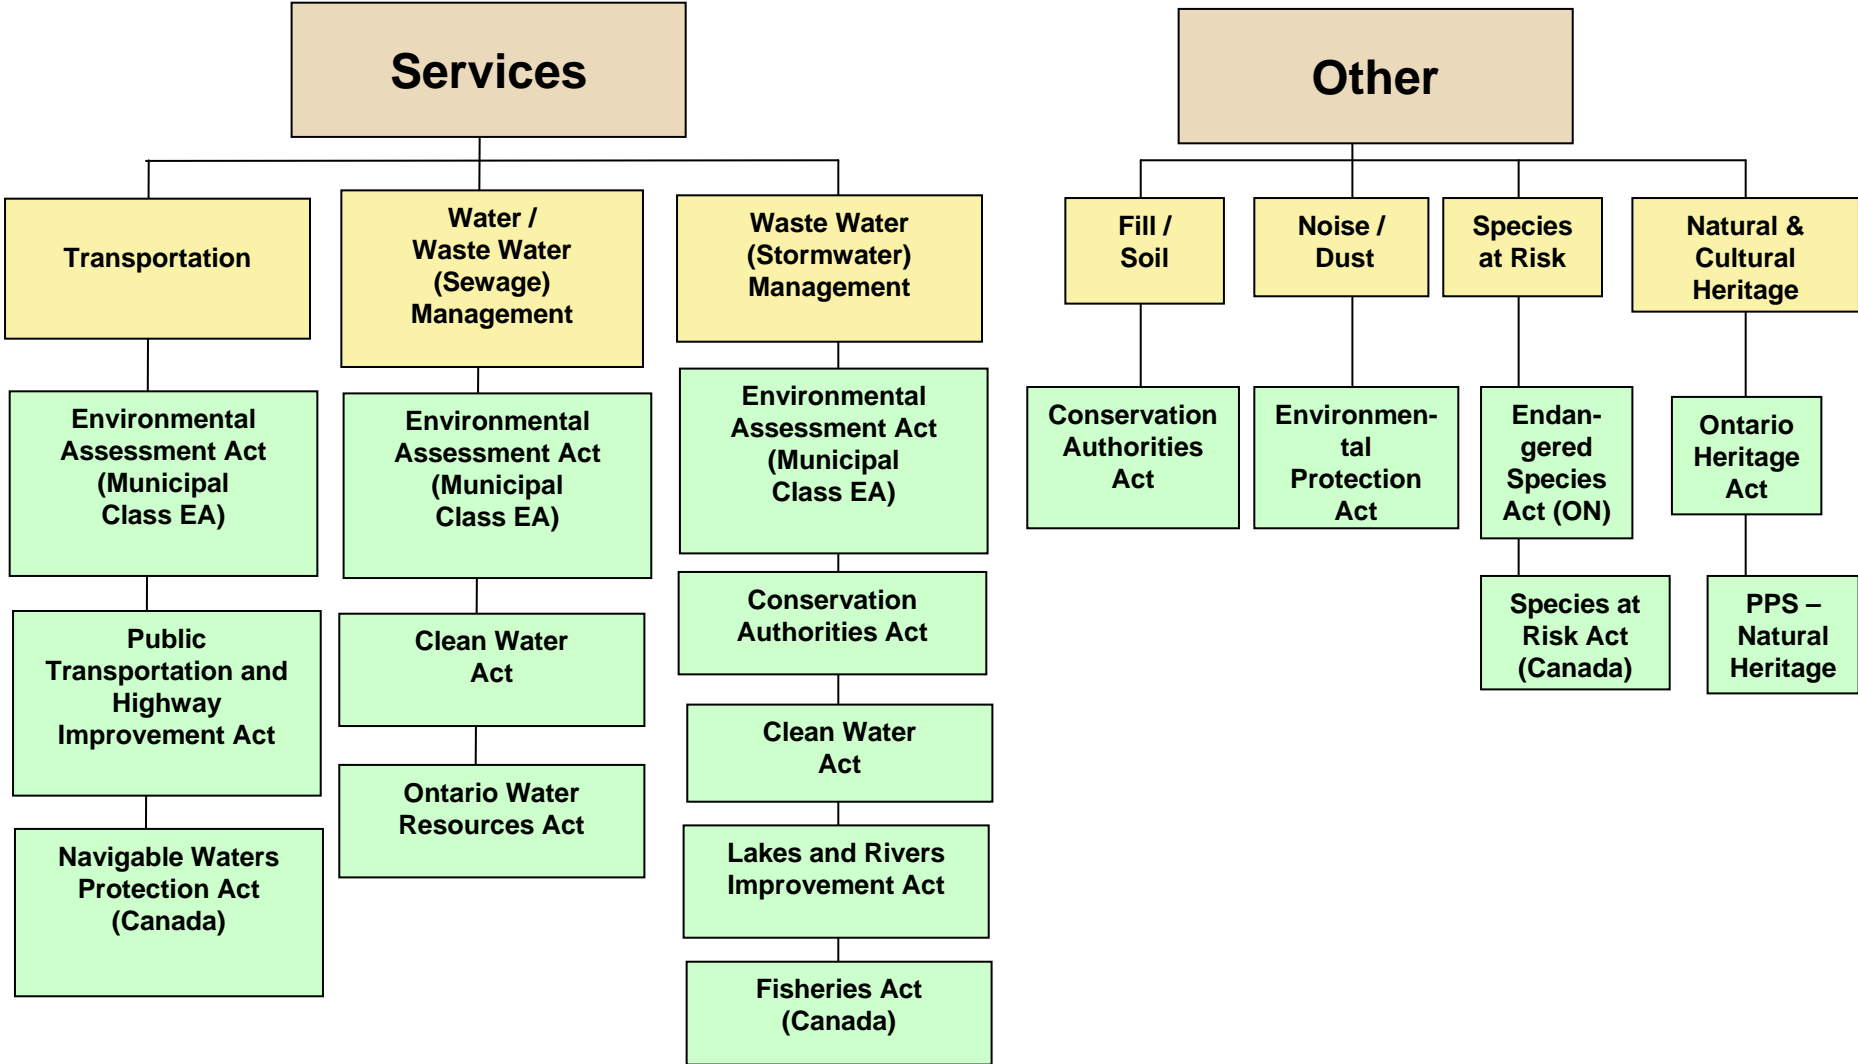 Services
Transportation
Environmental
Assessment Act
(Municipal
Class EA)
Public
Transportation and
Highway
Improvement Act
Navigable Waters
Protection Act
(Canada)
Water /
Waste Water
(Sewage)
Management
Environmental
Assessment Act
(Municipal
Class EA)
Clean Water
Act
Ontario Water
Resources Act
Waste Water
(Stormwater)
Management
Environmental
Assessment Act
(Municipal
Class EA)
Conservation
Authorities Act
Clean Water
Act
Lakes and Rivers
Improvement Act
Fisheries Act
(Canada)
Other
Fill /
Soil
Conservation
Authorities
Act
Noise /
Dust
Environmen-
tal
Protection
Act
Species
at Risk
Endan-
gered
Species
Act (ON)
Species at
Risk Act
(Canada)
Natural &
Cultural
Heritage
Ontario
Heritage
Act
PPS –
Natural
Heritage